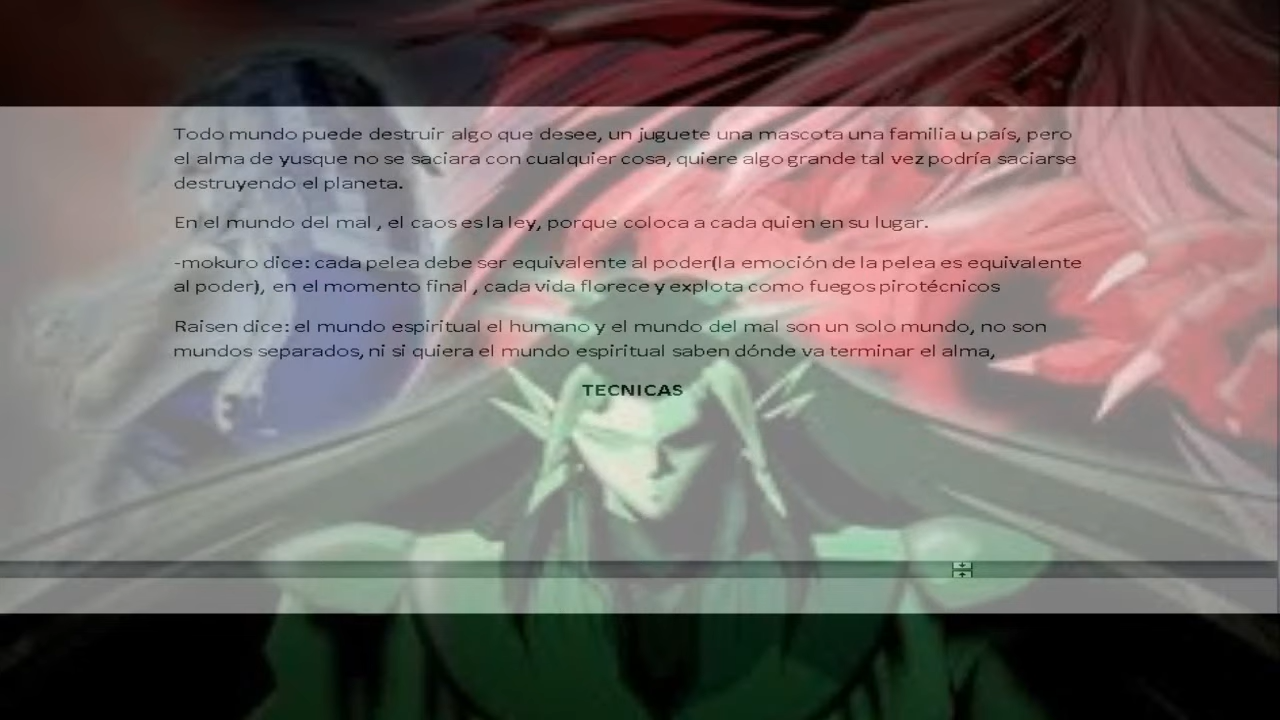 Todo mundo puede destruir algo que desee, un juguete una mascota una familia u país, pero
el alma de yusque no se saciara con cualquier cosa, quiere algo grande tal vez podría saciarse
destruyendo el planeta.
En el mundo del mal , el caos es la ley, porque coloca a cada quien en su lugar.
-mokuro dice: cada pelea debe ser equivalente al poder(la emoción de la pelea es equivalente
al poder), en el momento final , cada vida florece y explota como fuegos pirotécnicos
Raisen dice: el mundo espiritual el humano y el mundo del mal son un solo mundo, no son
mundos separados, ni si quiera el mundo espiritual saben dónde va terminar el alma,
TECNICAS